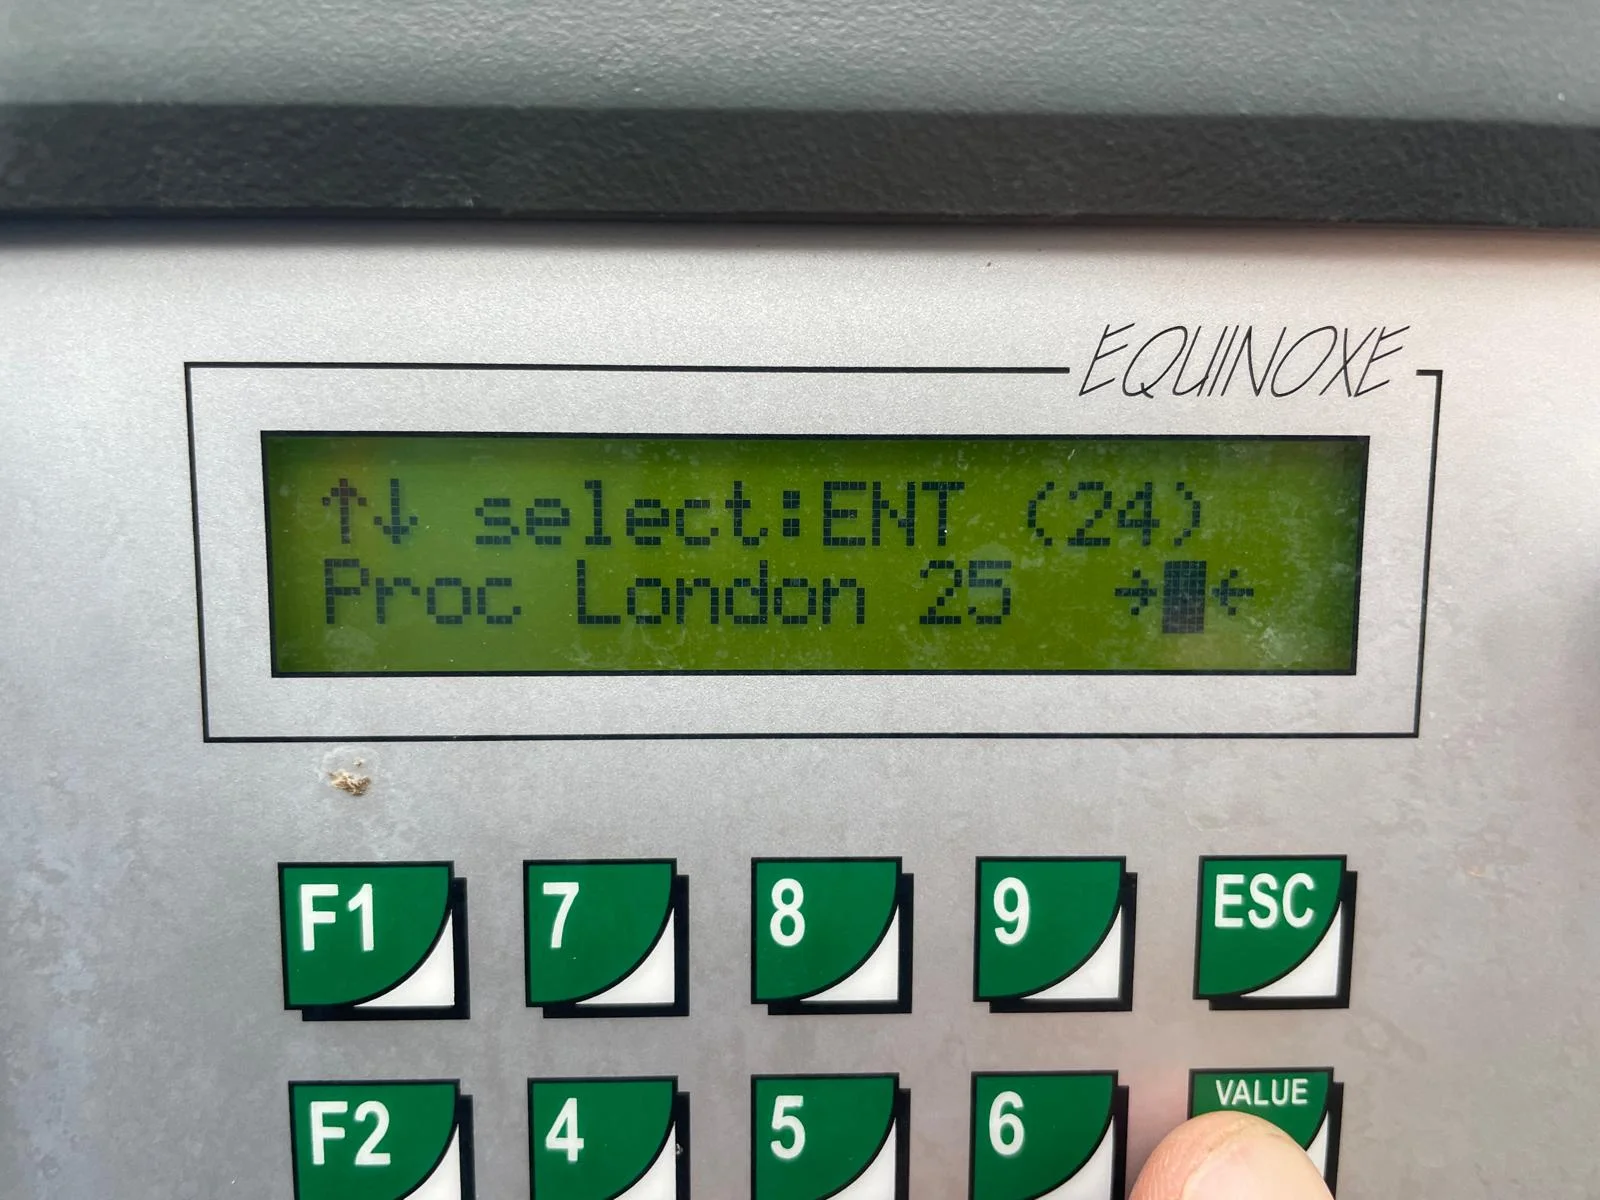 EQUINOXE
↑↓ select:ENT (24)
Proc London 25 →█←
F1 7 8 9 ESC
F2 4 5 6 VALUE